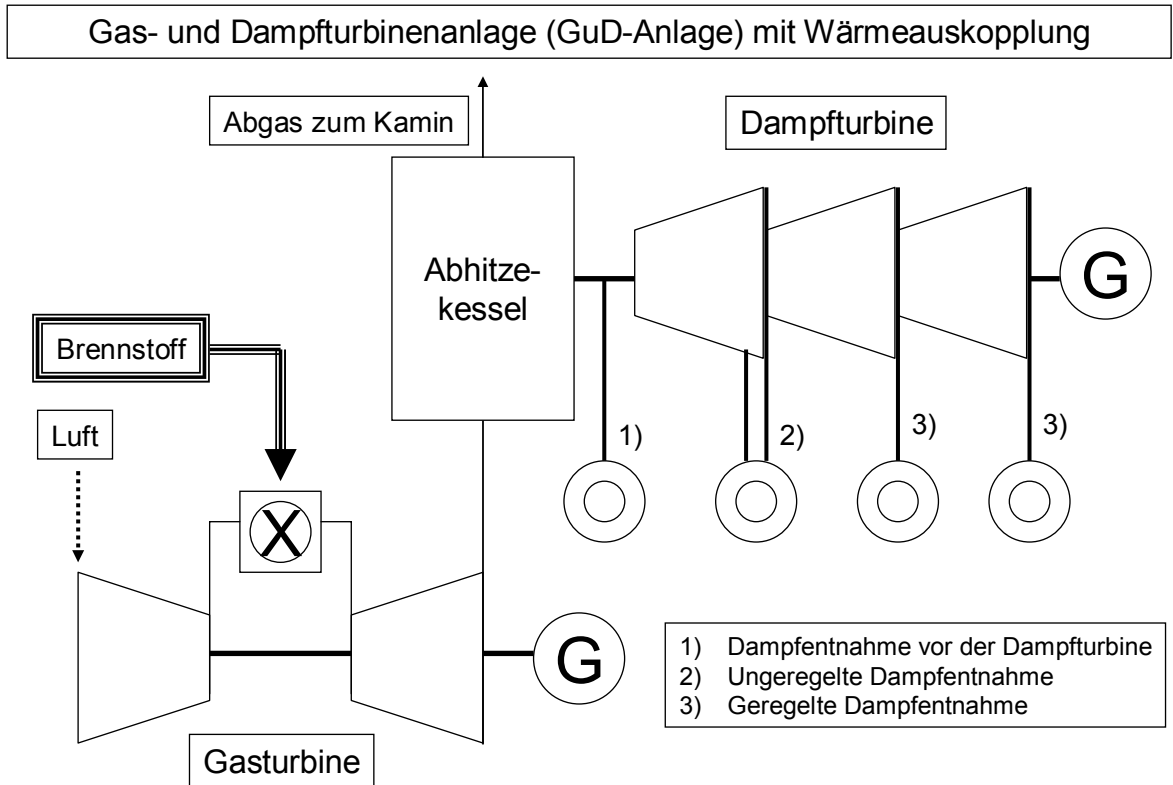 Gas- und Dampfturbinenanlage (GuD-Anlage) mit Wärmeauskopplung
Abgas zum Kamin
Dampfturbine
Abhitze-
kessel
G
Brennstoff
Luft
1)
2)
3)
3)
X
G
Gasturbine
1) Dampfentnahme vor der Dampfturbine
2) Ungeregelte Dampfentnahme
3) Geregelte Dampfentnahme